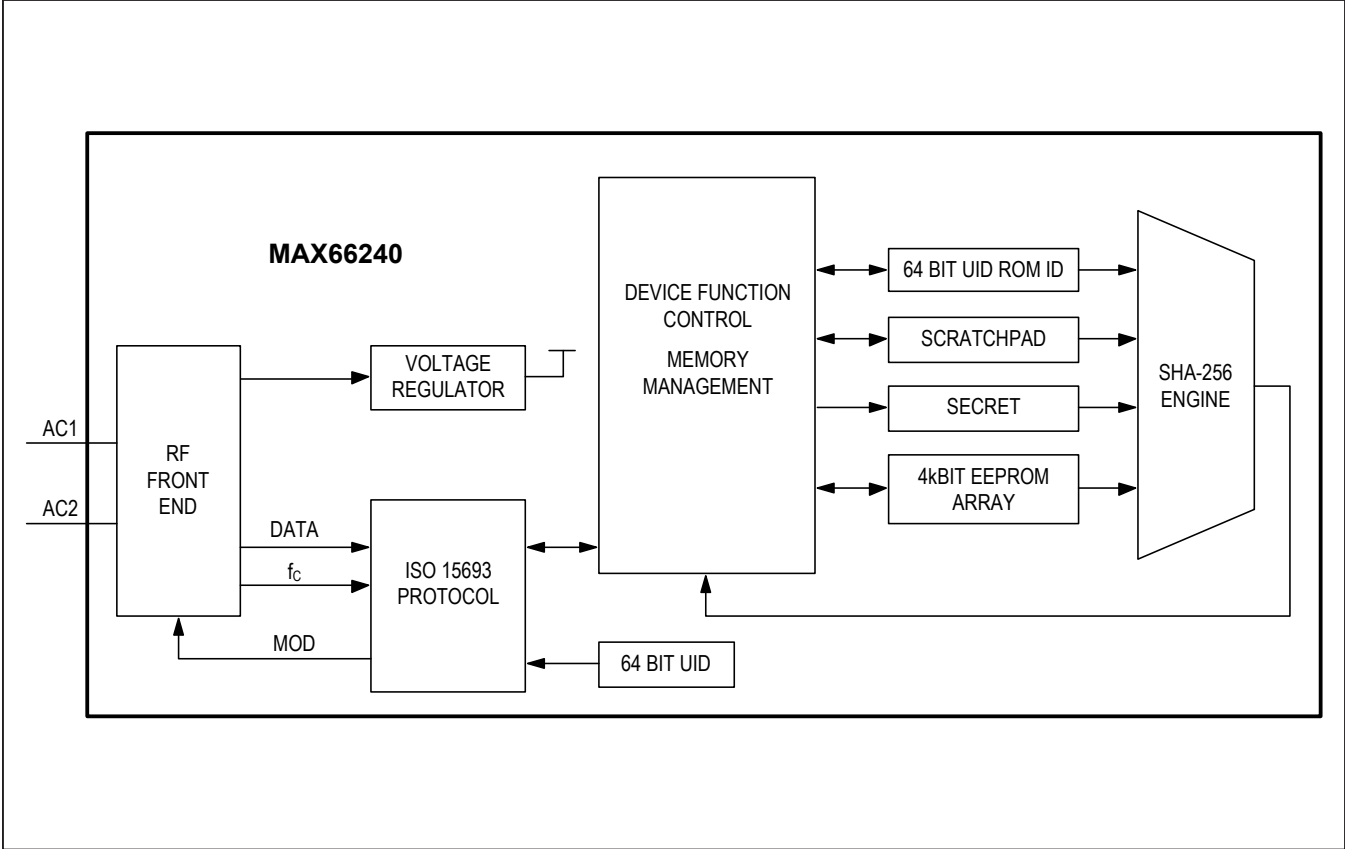 MAX66240
AC1
AC2
RF
FRONT
END
VOLTAGE
REGULATOR
DATA
fC
MOD
ISO 15693
PROTOCOL
64 BIT UID
DEVICE FUNCTION
CONTROL
MEMORY
MANAGEMENT
64 BIT UID ROM ID
SCRATCHPAD
SECRET
4kBIT EEPROM
ARRAY
SHA-256
ENGINE